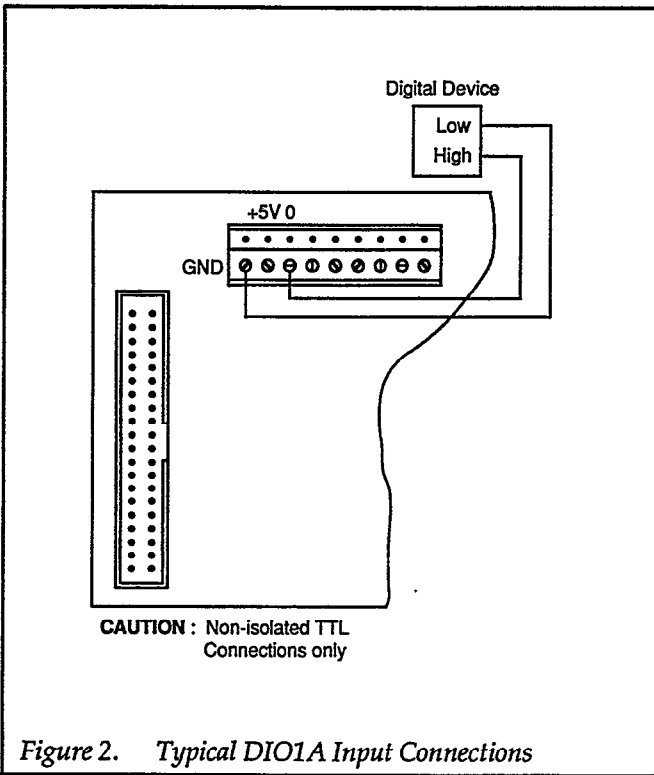 Digital Device
Low
High
+5V 0
GND
CAUTION : Non-isolated TTL
Connections only
Figure 2. Typical DIO1A Input Connections